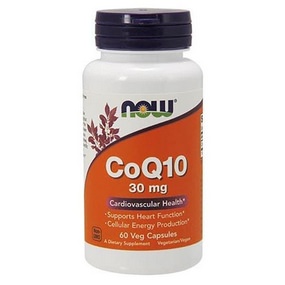 NOW
CoQ10
30 mg
Cardiovascular Health*
• Supports Heart Function*
• Cellular Energy Production*
60 Veg Capsules
A Dietary Supplement Vegetarian/Vegan